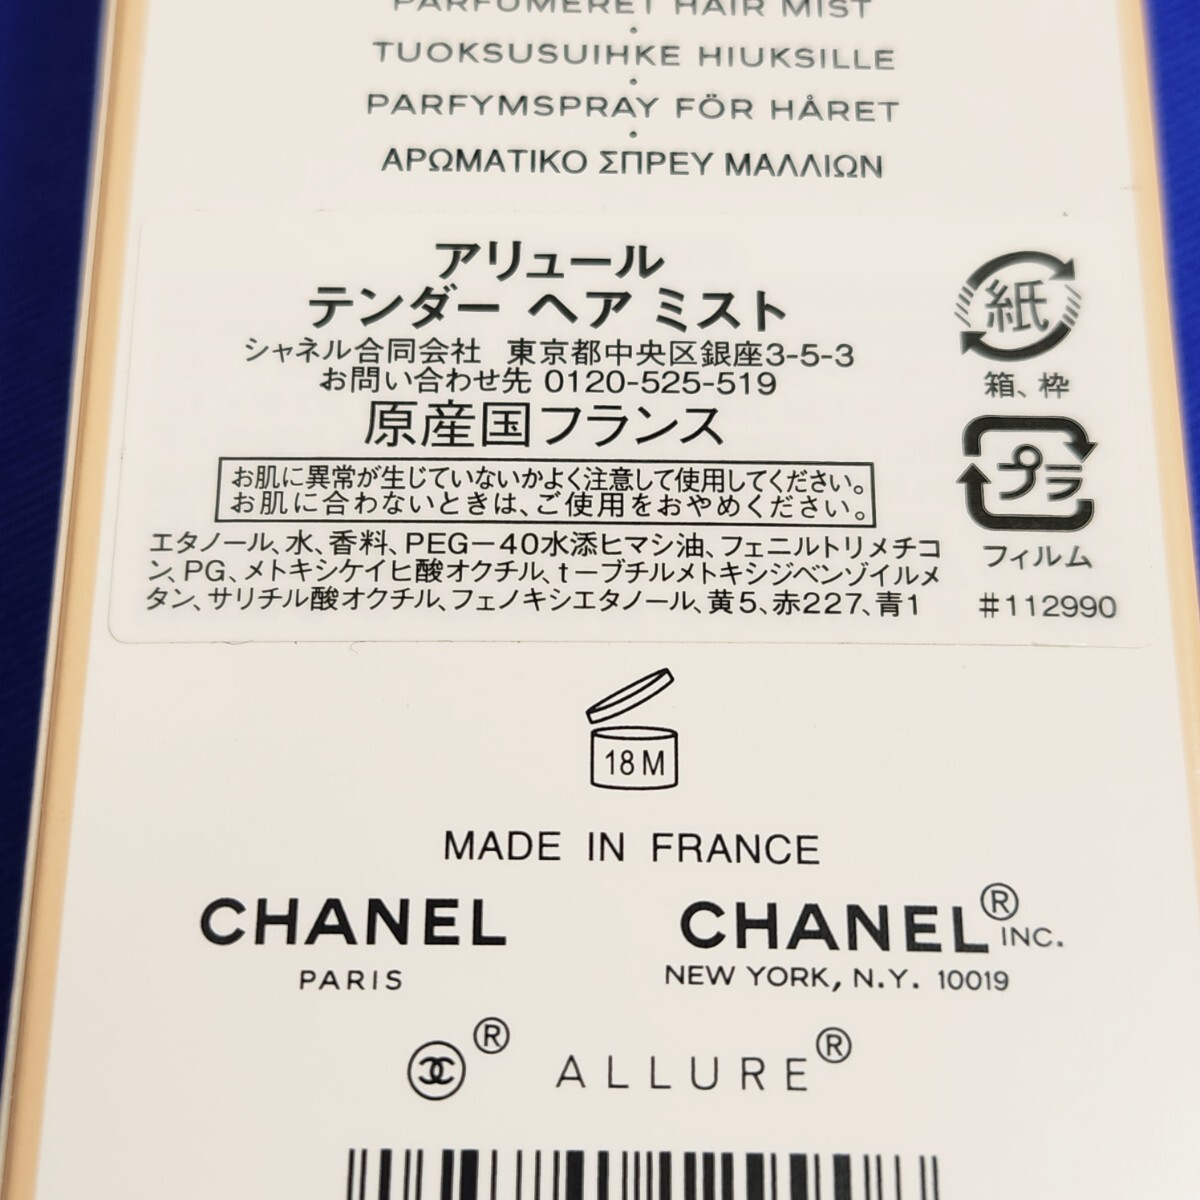 PARFUMERET HAIR MIST
TUOKSUSUIHKE HIUKSILLE
PARFYMSPRAY FÖR HÅRET
ΑΡΩΜΑΤΙΚΟ ΣΠΡΕΥ ΜΑΛΛΙΩΝ
アリュール
テンダー ヘア ミスト
シャネル合同会社 東京都中央区銀座3-5-3
お問い合わせ先 0120-525-519
原産国フランス
お肌に異常が生じていないかよく注意して使用してください。
お肌に合わないときは、ご使用をおやめください。
エタノール、水、香料、PEG－40水添ヒマシ油、フェニルトリメチコ
ン、PG、メトキシケイヒ酸オクチル、t－ブチルメトキシジベンゾイルメ
タン、サリチル酸オクチル、フェノキシエタノール、黄5、赤227、青1
紙
箱、枠
プラ
フィルム
#112990
18 M
MADE IN FRANCE
CHANEL
PARIS
CHANEL® INC.
NEW YORK, N.Y. 10019
® ALLURE®